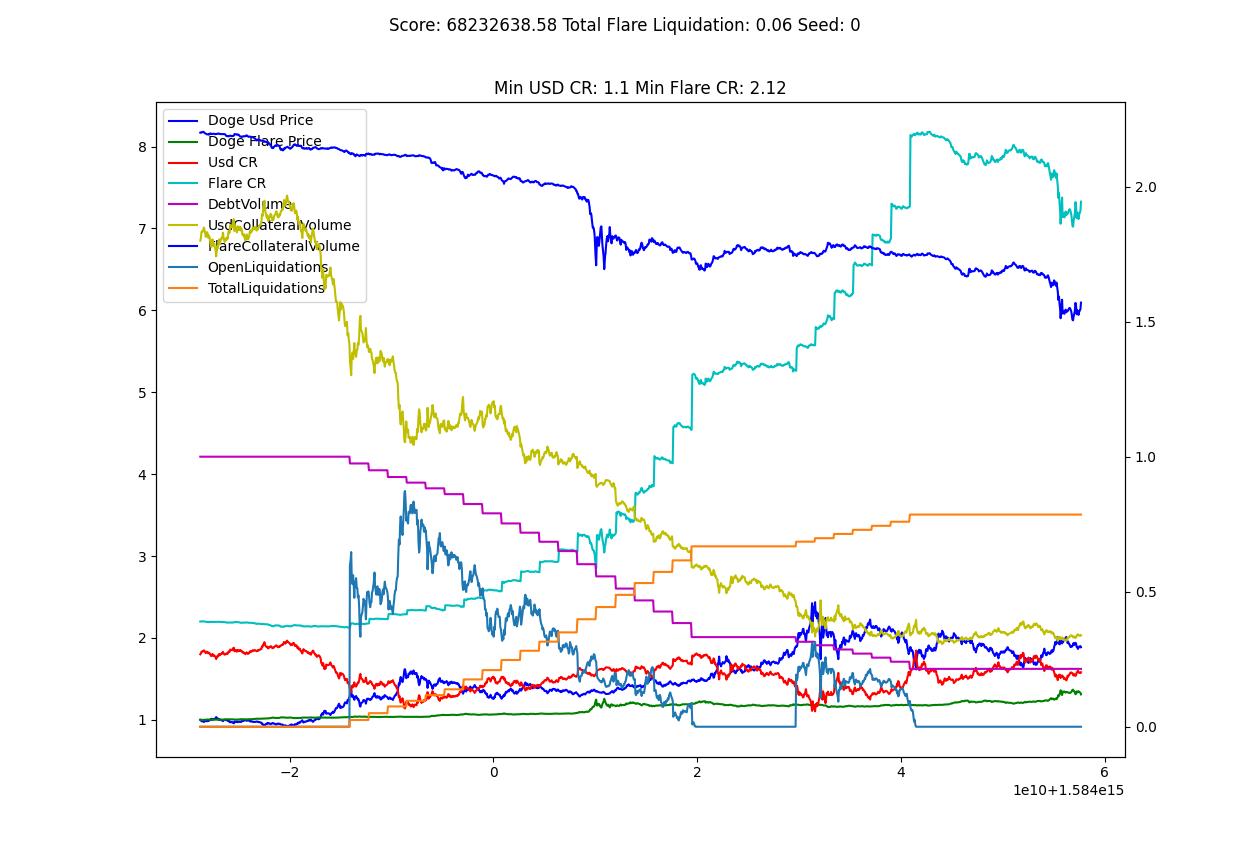 Score: 68232638.58 Total Flare Liquidation: 0.06 Seed: 0
Min USD CR: 1.1 Min Flare CR: 2.12
Doge Usd Price
Doge Flare Price
Usd CR
Flare CR
DebtVolume
UsdCollateralVolume
FlareCollateralVolume
OpenLiquidations
TotalLiquidations
8
7
6
5
4
3
2
1
2.0
1.5
1.0
0.5
0.0
−2
0
2
4
6
1e10+1.584e15